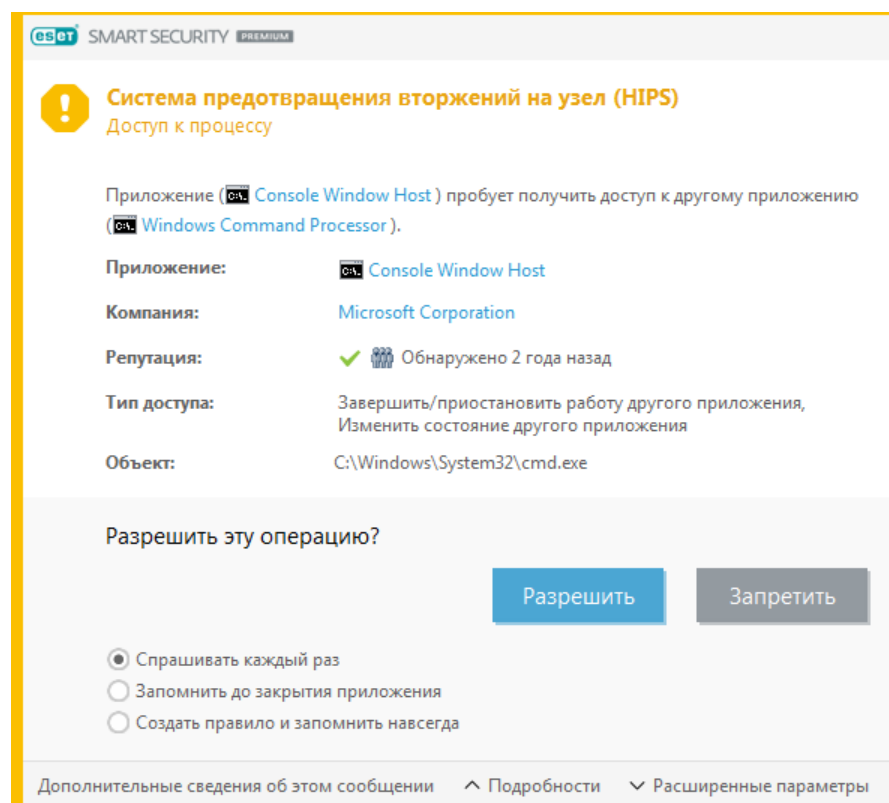 eset SMART SECURITY PREMIUM
Система предотвращения вторжений на узел (HIPS)
Доступ к процессу
Приложение ( Console Window Host ) пробует получить доступ к другому приложению
( Windows Command Processor ).
Приложение: Console Window Host
Компания: Microsoft Corporation
Репутация: Обнаружено 2 года назад
Тип доступа: Завершить/приостановить работу другого приложения,
Изменить состояние другого приложения
Объект: C:\Windows\System32\cmd.exe
Разрешить эту операцию?
Разрешить Запретить
Спрашивать каждый раз
Запомнить до закрытия приложения
Создать правило и запомнить навсегда
Дополнительные сведения об этом сообщении Подробности Расширенные параметры